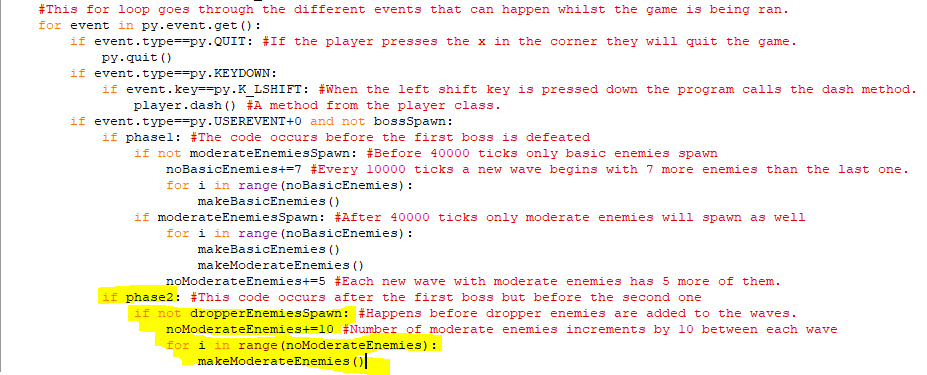 #This for loop goes through the different events that can happen whilst the game is being ran.
for event in py.event.get():
if event.type==py.QUIT: #If the player presses the x in the corner they will quit the game.
py.quit()
if event.type==py.KEYDOWN:
if event.key==py.K_LSHIFT: #When the left shift key is pressed down the program calls the dash method.
player.dash() #A method from the player class.
if event.type==py.USEREVENT+0 and not bossSpawn:
if phase1: #The code occurs before the first boss is defeated
if not moderateEnemiesSpawn: #Before 40000 ticks only basic enemies spawn
noBasicEnemies+=7 #Every 10000 ticks a new wave begins with 7 more enemies than the last one.
for i in range(noBasicEnemies):
makeBasicEnemies()
if moderateEnemiesSpawn: #After 40000 ticks only moderate enemies will spawn as well
for i in range(noBasicEnemies):
makeBasicEnemies()
makeModerateEnemies()
noModerateEnemies+=5 #Each new wave with moderate enemies has 5 more of them.
if phase2: #This code occurs after the first boss but before the second one
if not dropperEnemiesSpawn: #Happens before dropper enemies are added to the waves.
noModerateEnemies+=10 #Number of moderate enemies increments by 10 between each wave
for i in range(noModerateEnemies):
makeModerateEnemies()